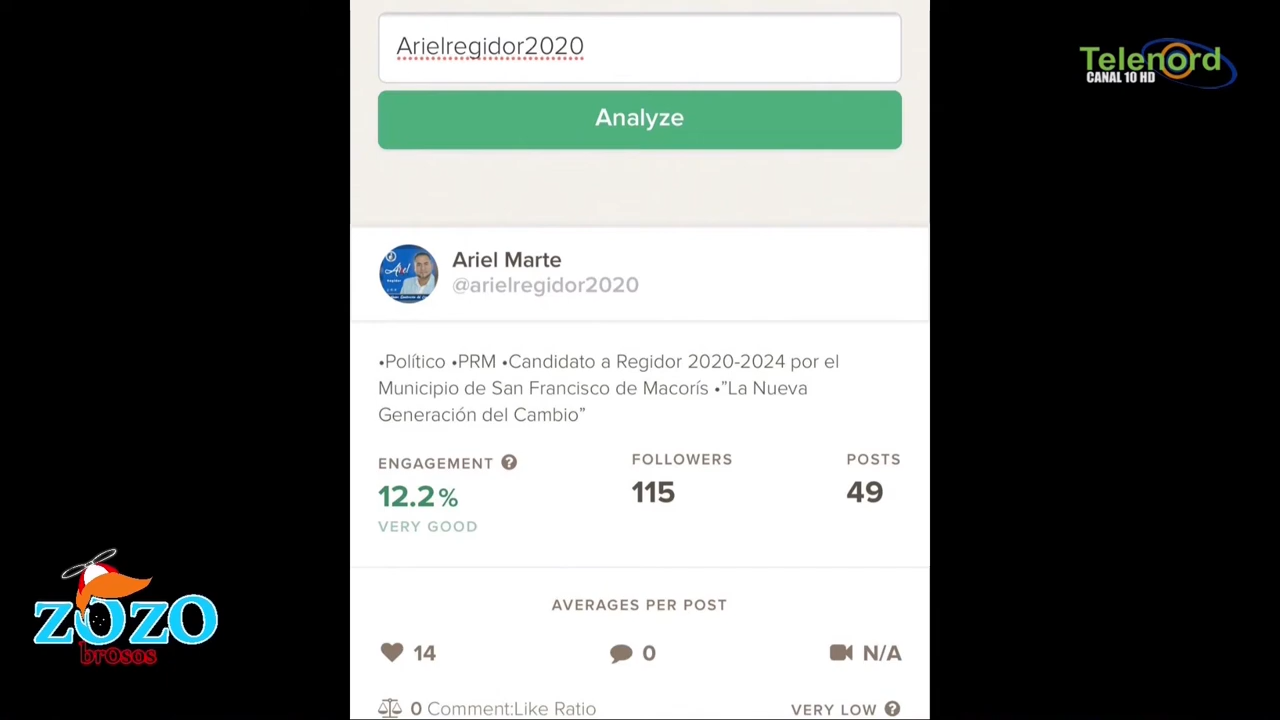 Arielregidor2020
Telenord
CANAL 10 HD
Analyze
Ariel Marte
@arielregidor2020
•Político •PRM •Candidato a Regidor 2020-2024 por el
Municipio de San Francisco de Macorís •”La Nueva
Generación del Cambio”
ENGAGEMENT ?
FOLLOWERS
POSTS
12.2%
115
49
VERY GOOD
AVERAGES PER POST
14
0
N/A
0 Comment:Like Ratio
VERY LOW ?
zozo
brosos
Ariel